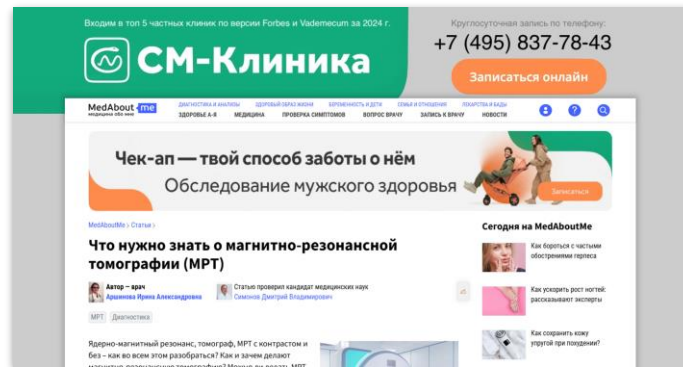 Входим в топ 5 частных клиник по версии Forbes и Vademecum за 2024 г.
Круглосуточная запись по телефону:
+7 (495) 837-78-43
СМ-Клиника
Записаться онлайн
MedAbout me
медицина обо мне
ДИАГНОСТИКА И АНАЛИЗЫ ЗДОРОВЫЙ ОБРАЗ ЖИЗНИ БЕРЕМЕННОСТЬ И ДЕТИ СЕМЬЯ И ОТНОШЕНИЯ ЛЕКАРСТВА И БАДЫ
ЗДОРОВЬЕ А-Я МЕДИЦИНА ПРОВЕРКА СИМПТОМОВ ВОПРОС ВРАЧУ ЗАПИСЬ К ВРАЧУ НОВОСТИ
Чек-ап — твой способ заботы о нём
Обследование мужского здоровья
Записаться
MedAboutMe › Статьи ›
Что нужно знать о магнитно-резонансной
томографии (МРТ)
Автор – врач
Аршинова Ирина Александровна
Статью проверил кандидат медицинских наук
Симонов Дмитрий Владимирович
МРТ Диагностика
Ядерно-магнитный резонанс, томограф, МРТ с контрастом и
без – как во всем этом разобраться? Как и зачем делают
Сегодня на MedAboutMe
Как бороться с частыми
обострениями герпеса
Как ускорить рост ногтей:
рассказывают эксперты
Как сохранить кожу
упругой при похудении?